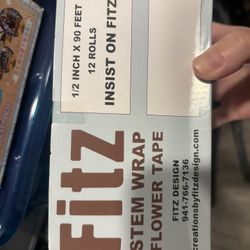 1/2 INCH X 90 FEET
12 ROLLS
INSIST ON FITZ
Fitz
STEM WRAP
FLOWER TAPE
FITZ DESIGN
941-766-7136
creationsbyfitzdesign.com